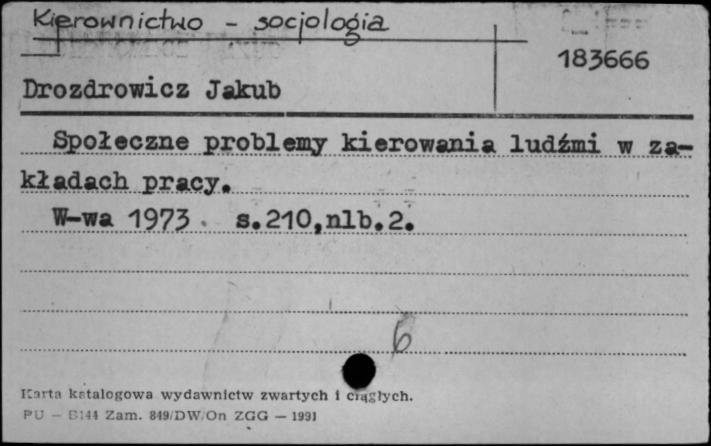 Kierownictwo - socjologia
183666
Drozdrowicz Jakub
Społeczne problemy kierowania ludźmi w za-
kładach pracy.
W-wa 1973 s.210,nlb.2.
6
Karta katalogowa wydawnictw zwartych i ciągłych.
PU — B144 Zam. 849/DW/On ZGG — 1991